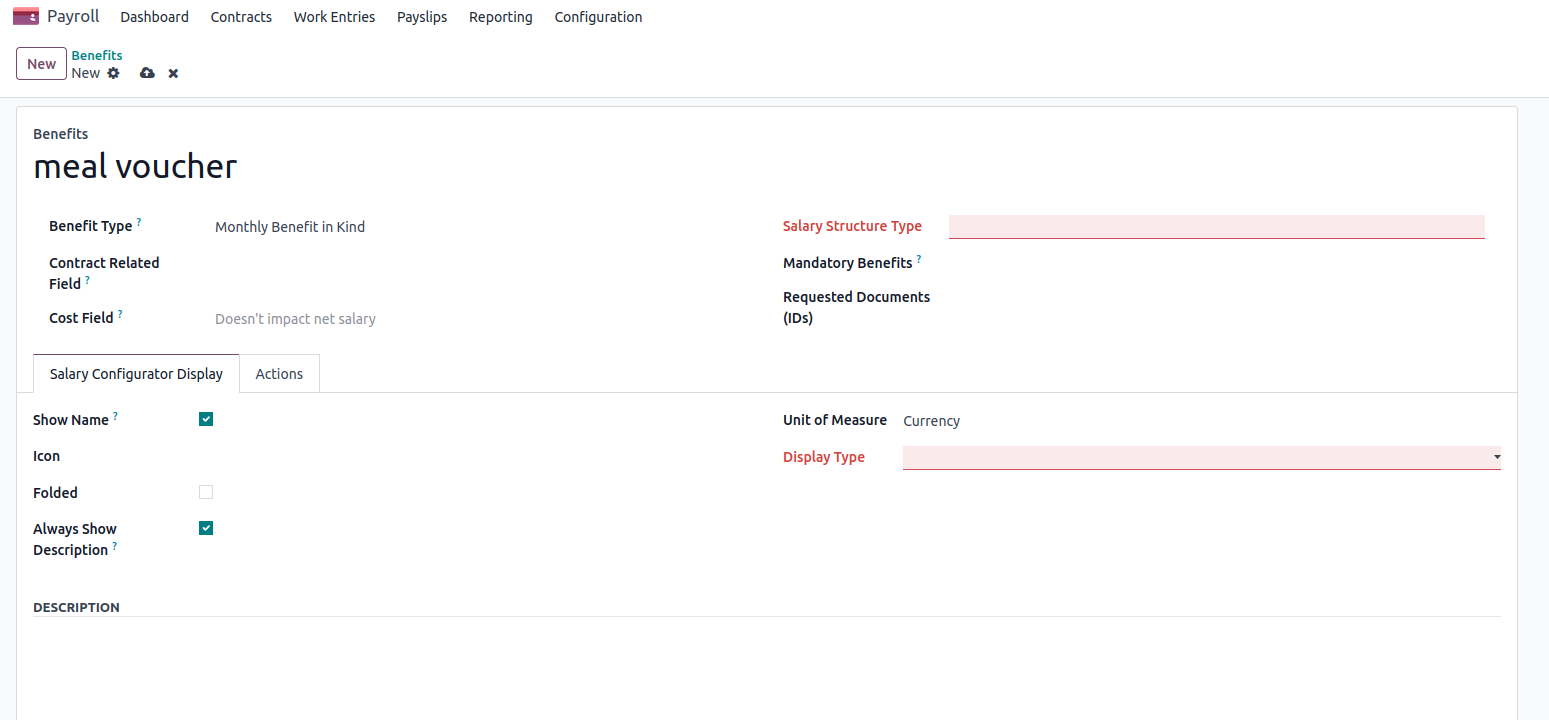 Payroll Dashboard Contracts Work Entries Payslips Reporting Configuration
New Benefits
New
Benefits
meal voucher
Benefit Type ? Monthly Benefit in Kind
Contract Related
Field ?
Cost Field ? Doesn't impact net salary
Salary Structure Type
Mandatory Benefits ?
Requested Documents
(IDs)
Salary Configurator Display Actions
Show Name ?
Icon
Folded
Always Show
Description ?
Unit of Measure Currency
Display Type
DESCRIPTION